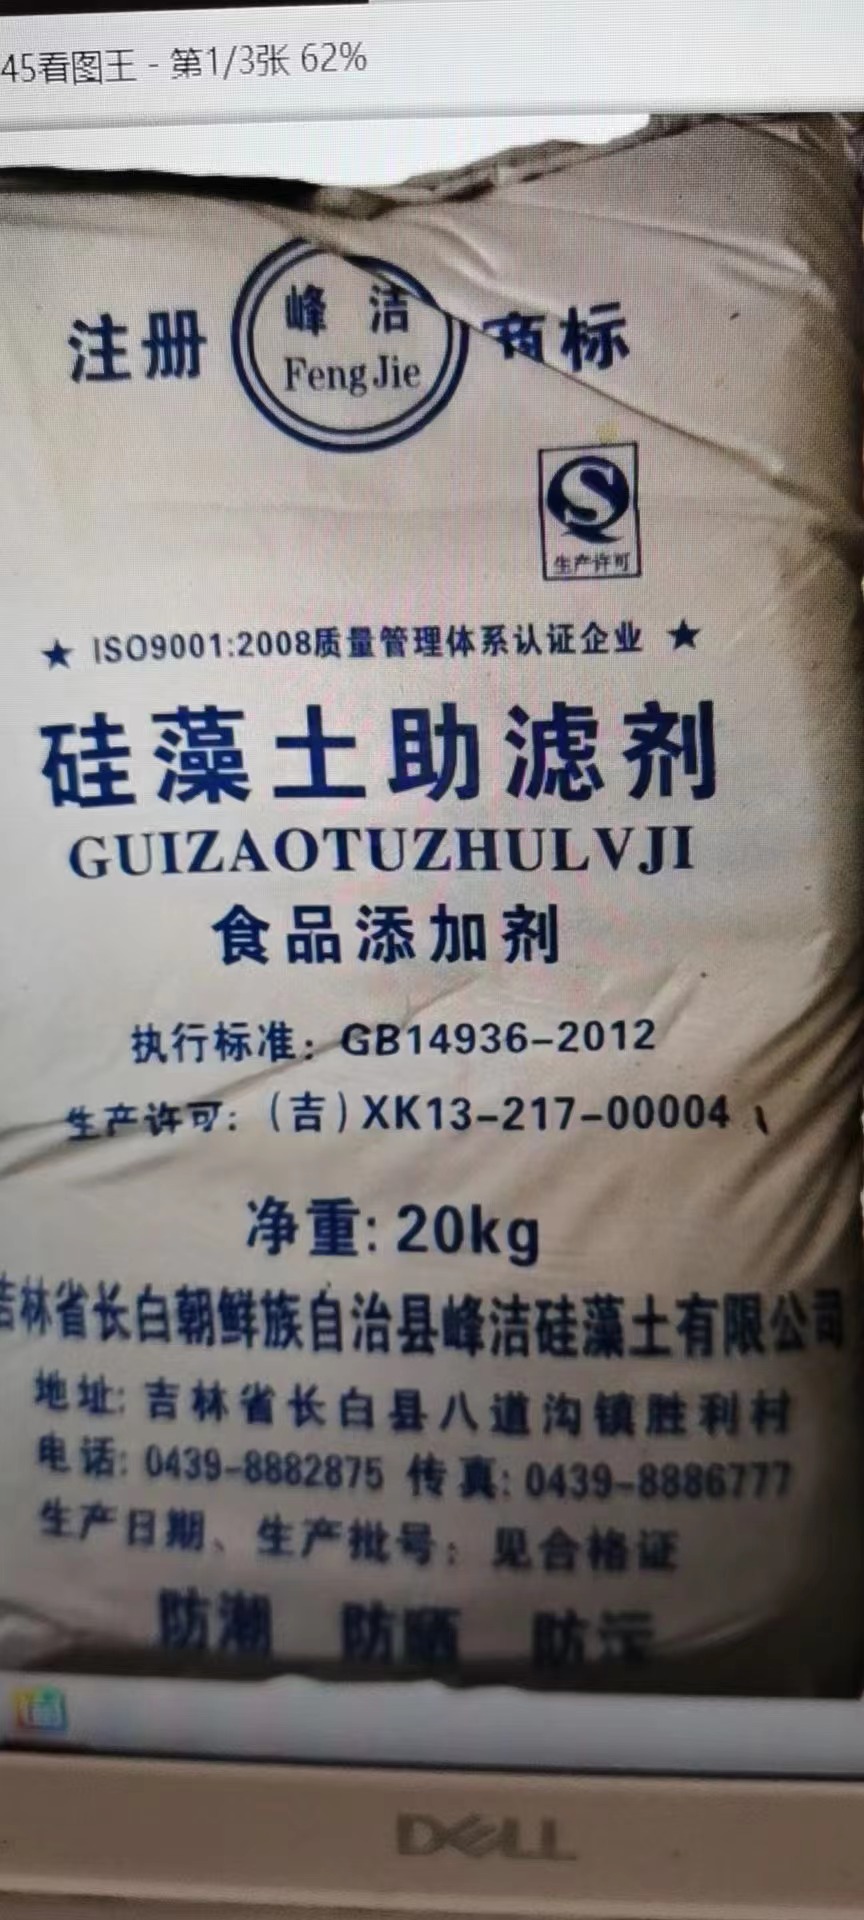 45看图王 - 第1/3张 62%
注册 峰洁 商标
Feng Jie
S
生产许可
★ ISO9001:2008质量管理体系认证企业 ★
硅藻土助滤剂
GUIZAOTUZHULVJI
食品添加剂
执行标准：GB14936-2012
生产许可：(吉)XK13-217-00004
净重：20kg
吉林省长白朝鲜族自治县峰洁硅藻土有限公司
地址：吉林省长白县八道沟镇胜利村
电话：0439-8882875 传真：0439-8886777
生产日期、生产批号：见合格证
防潮 防晒 防污
DELL